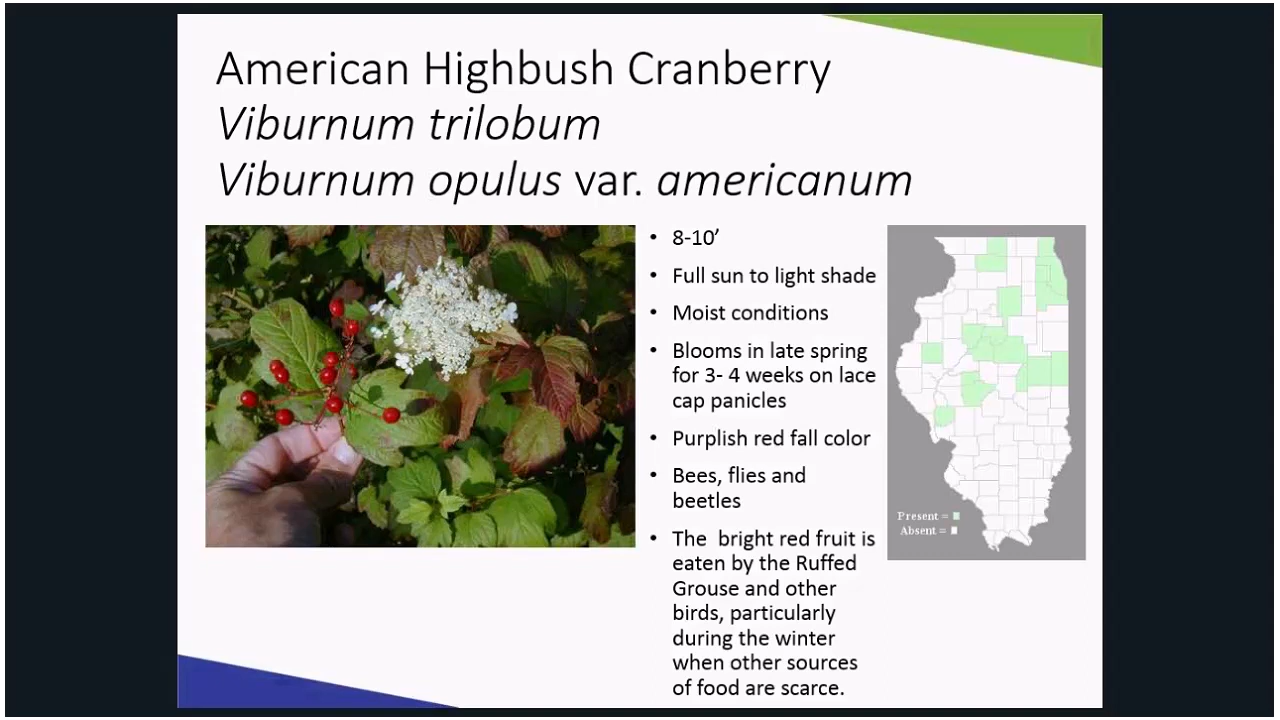 American Highbush Cranberry
Viburnum trilobum
Viburnum opulus var. americanum
• 8-10’
• Full sun to light shade
• Moist conditions
• Blooms in late spring
for 3- 4 weeks on lace
cap panicles
• Purplish red fall color
• Bees, flies and
beetles
• The  bright red fruit is
eaten by the Ruffed
Grouse and other
birds, particularly
during the winter
when other sources
of food are scarce.
Present =
Absent =